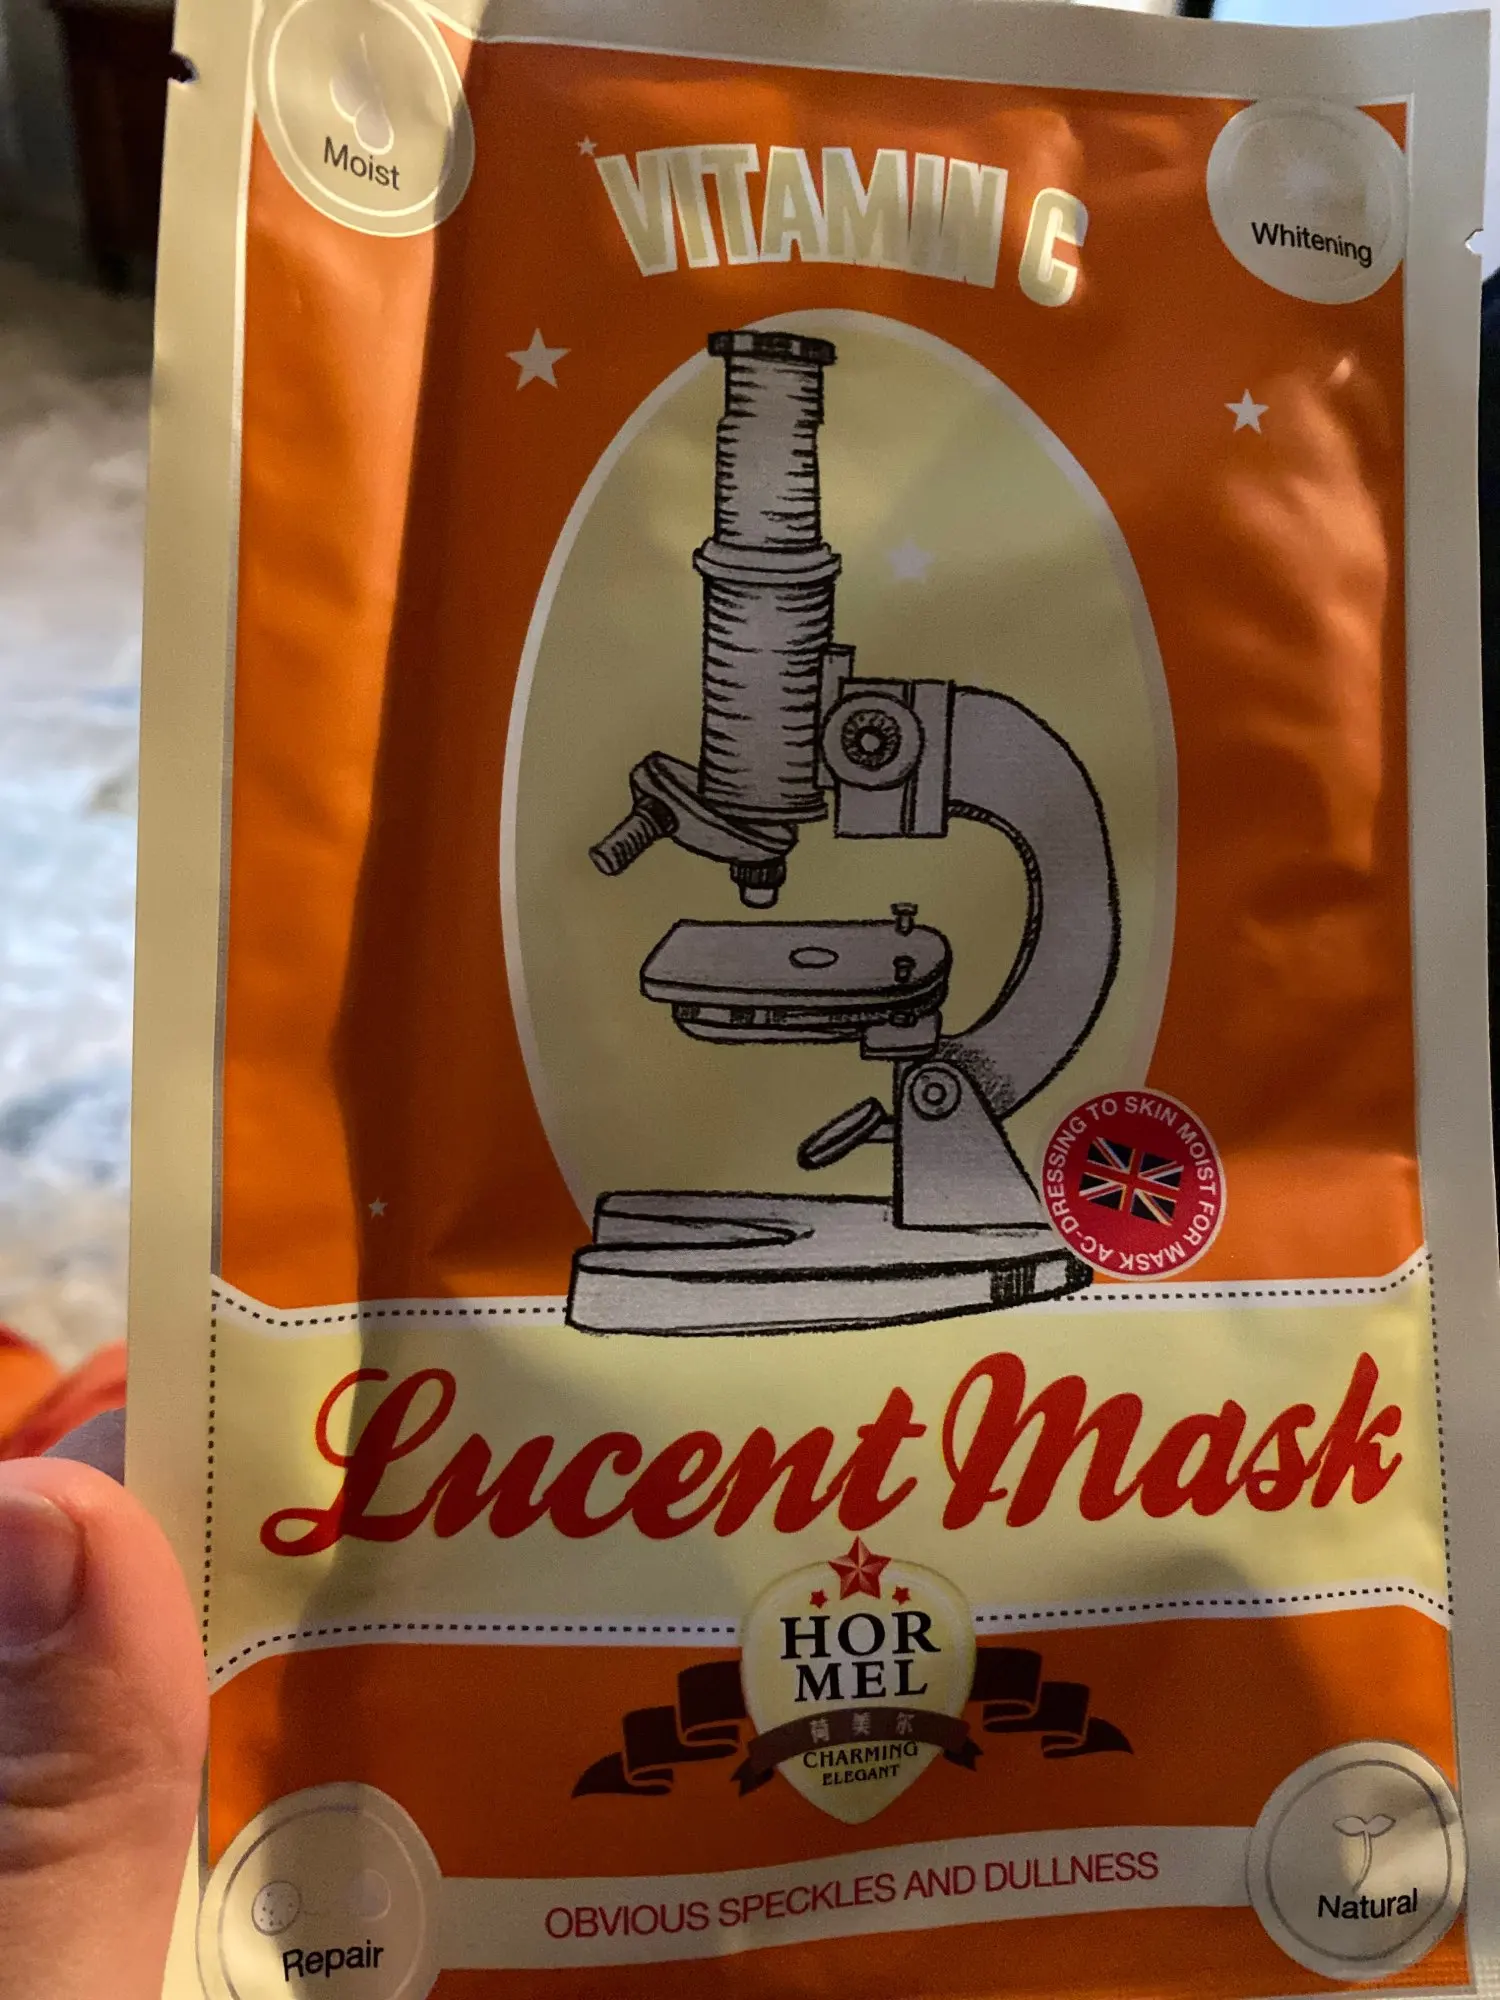 Moist
VITAMIN C
Whitening
AC-DRESSING TO SKIN MOIST FOR MASK
Lucent Mask
HOR
MEL
荷美尔
CHARMING
ELEGANT
OBVIOUS SPECKLES AND DULLNESS
Repair
Natural